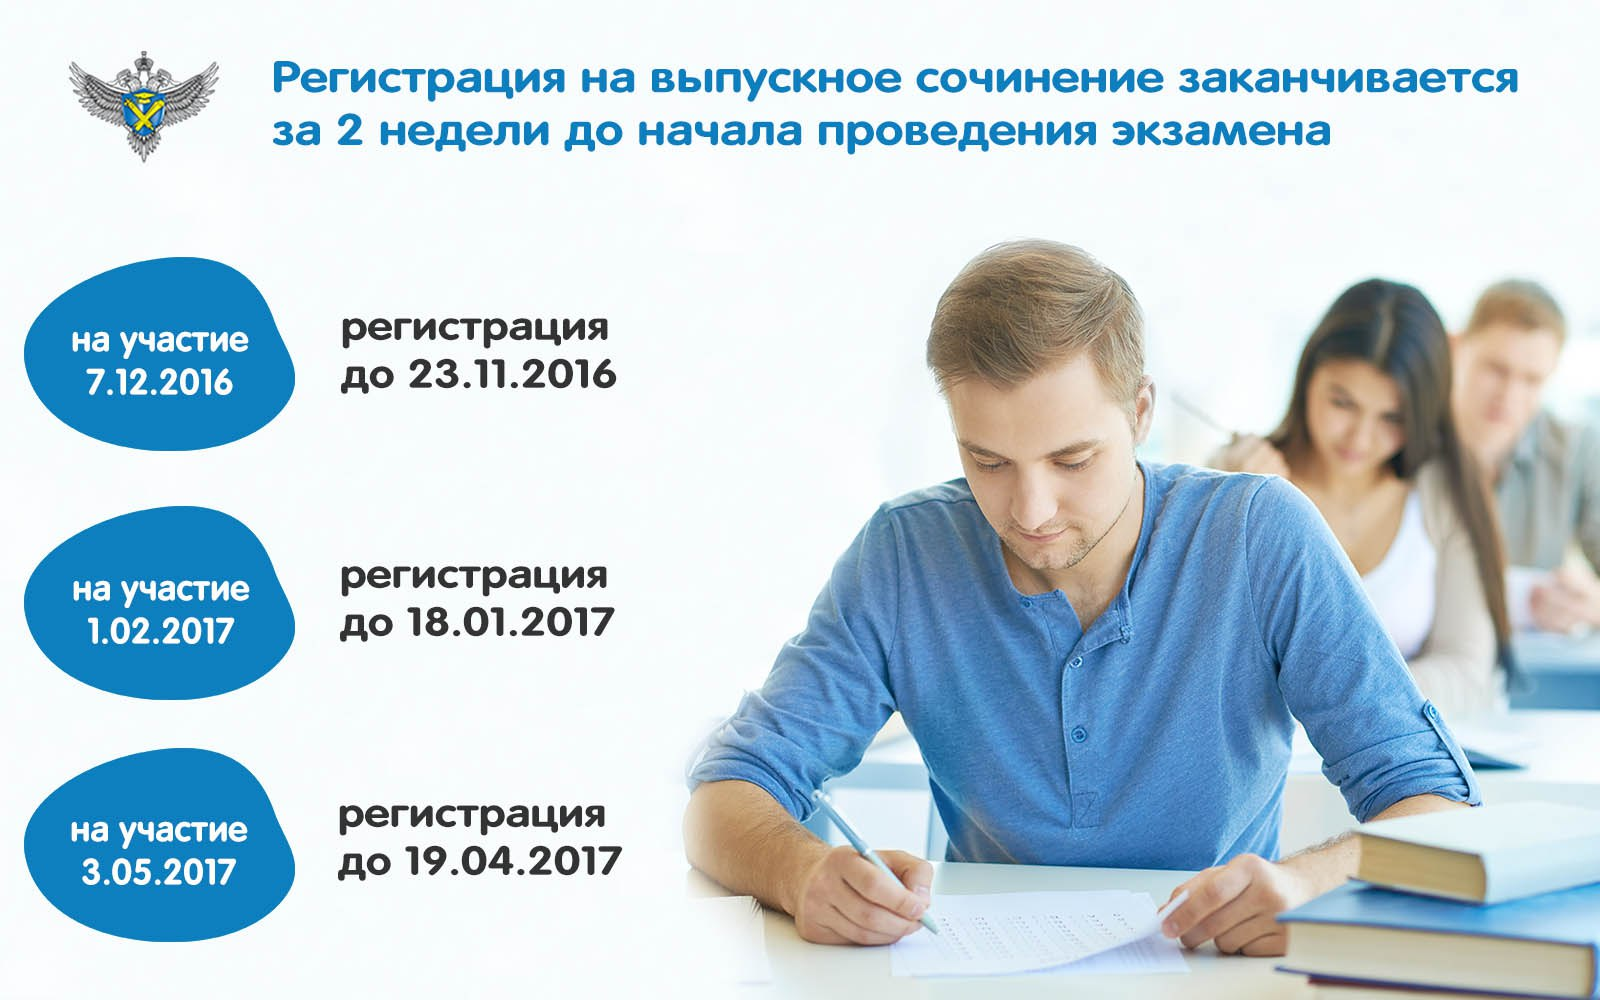 Регистрация на выпускное сочинение заканчивается
за 2 недели до начала проведения экзамена
на участие
7.12.2016
регистрация
до 23.11.2016
на участие
1.02.2017
регистрация
до 18.01.2017
на участие
3.05.2017
регистрация
до 19.04.2017